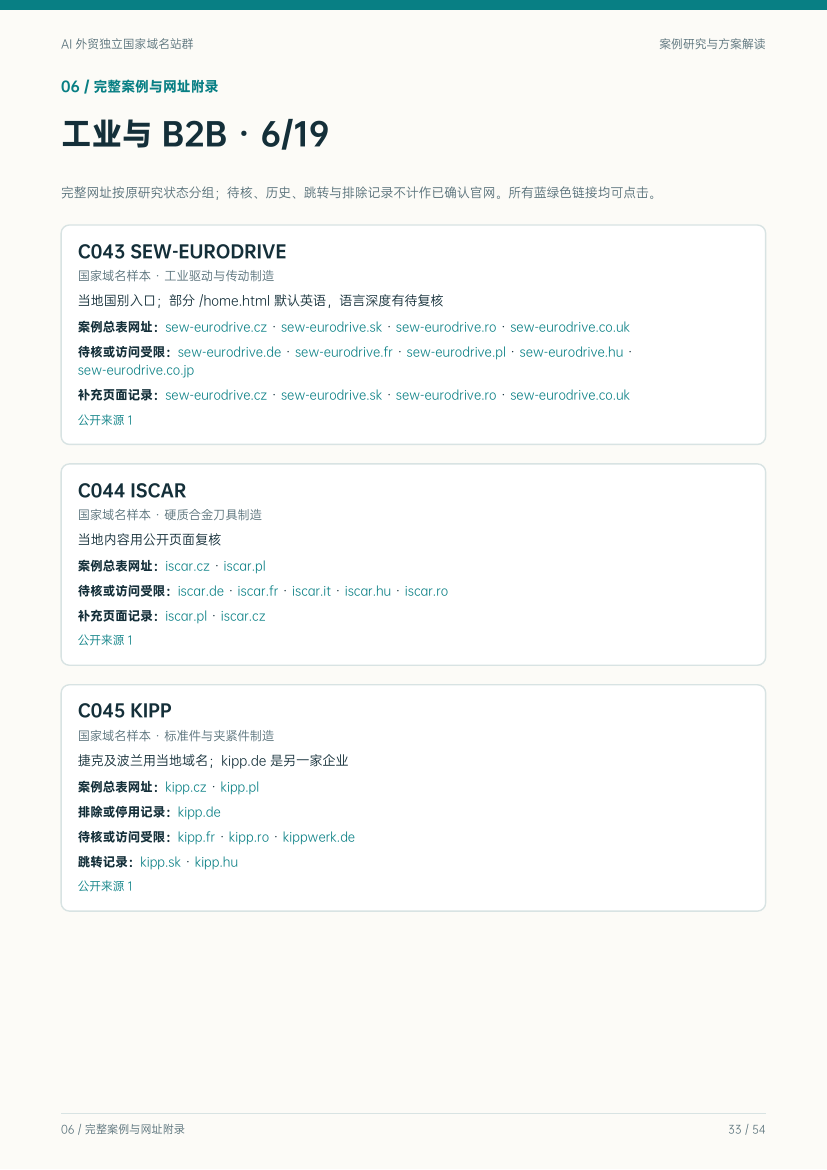 AI 外贸独立国家域名站群
案例研究与方案解读
06 / 完整案例与网址附录
工业与 B2B · 6/19
完整网址按原研究状态分组；待核、历史、跳转与排除记录不计作已确认官网。所有蓝绿色链接均可点击。
C043 SEW-EURODRIVE
国家域名样本 · 工业驱动与传动制造
当地国别入口；部分 /home.html 默认英语，语言深度有待复核
案例总表网址：sew-eurodrive.cz · sew-eurodrive.sk · sew-eurodrive.ro · sew-eurodrive.co.uk
待核或访问受限：sew-eurodrive.de · sew-eurodrive.fr · sew-eurodrive.pl · sew-eurodrive.hu ·
sew-eurodrive.co.jp
补充页面记录：sew-eurodrive.cz · sew-eurodrive.sk · sew-eurodrive.ro · sew-eurodrive.co.uk
公开来源 1
C044 ISCAR
国家域名样本 · 硬质合金刀具制造
当地内容用公开页面复核
案例总表网址：iscar.cz · iscar.pl
待核或访问受限：iscar.de · iscar.fr · iscar.it · iscar.hu · iscar.ro
补充页面记录：iscar.pl · iscar.cz
公开来源 1
C045 KIPP
国家域名样本 · 标准件与夹紧件制造
捷克及波兰用当地域名；kipp.de 是另一家企业
案例总表网址：kipp.cz · kipp.pl
排除或停用记录：kipp.de
待核或访问受限：kipp.fr · kipp.ro · kippwerk.de
跳转记录：kipp.sk · kipp.hu
公开来源 1
06 / 完整案例与网址附录
33 / 54